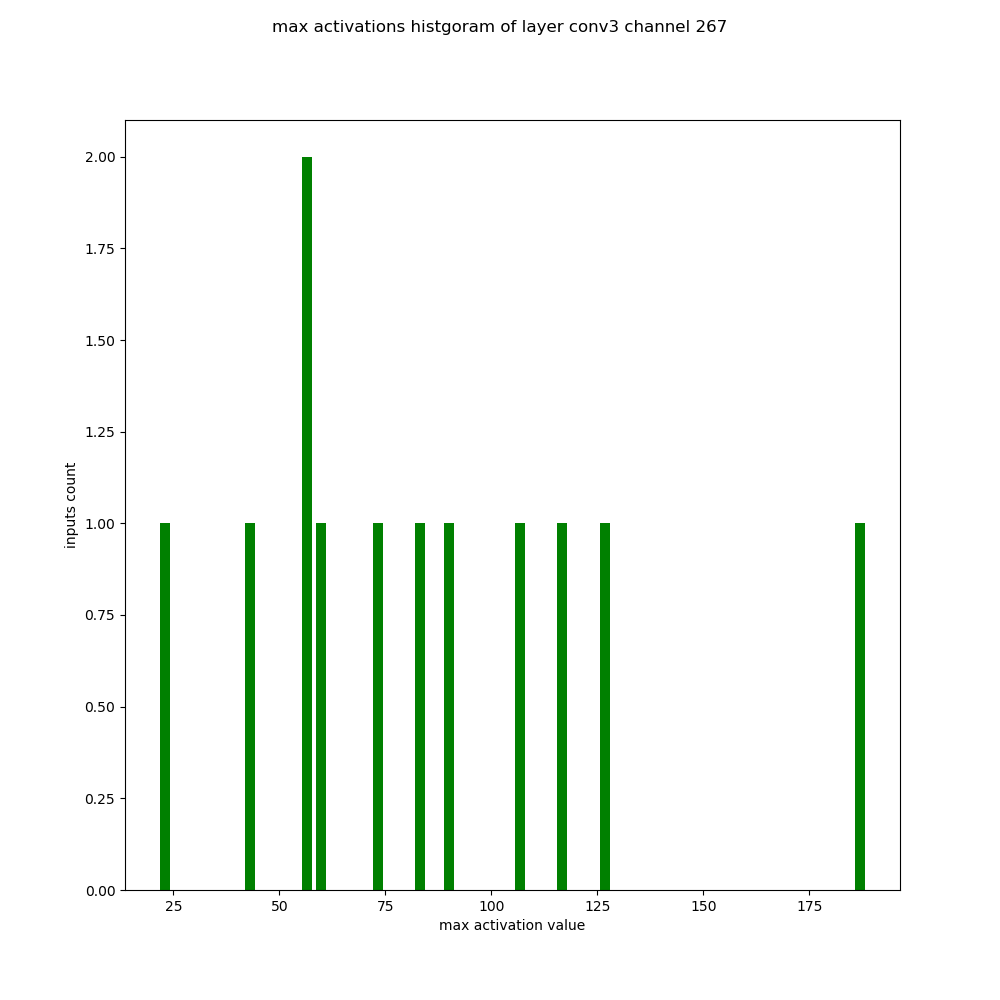 max activations histgoram of layer conv3 channel 267
2.00
1.75
1.50
1.25
1.00
0.75
0.50
0.25
0.00
inputs count
25 50 75 100 125 150 175
max activation value